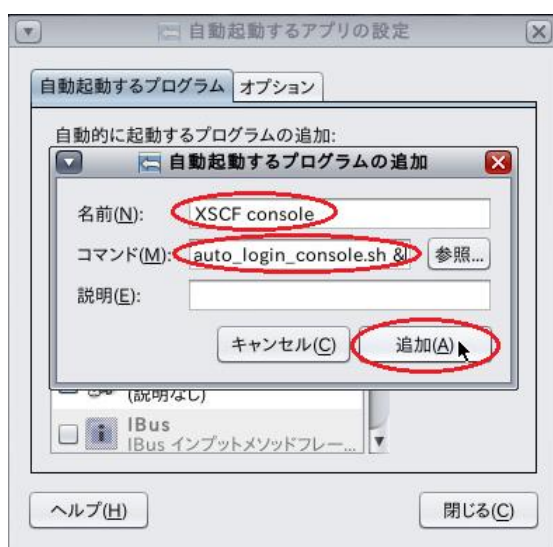 自動起動するアプリの設定
自動起動するプログラム オプション
自動的に起動するプログラムの追加:
自動起動するプログラムの追加
名前(N): XSCF console
コマンド(M): auto_login_console.sh & 参照...
説明(E):
キャンセル(C) 追加(A)
(説明なし)
IBus
IBus インプットメソッドフレー...
ヘルプ(H) 閉じる(C)